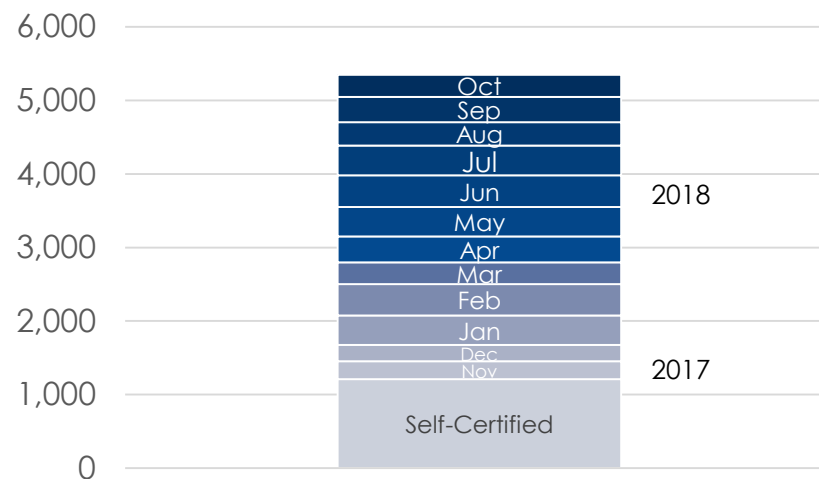 6,000
Oct
5,000
Sep
Aug
Jul
4,000
Jun
2018
May
3,000
Apr
Mar
Feb
2,000
Jan
Dec
Nov
2017
1,000
Self-Certified
0